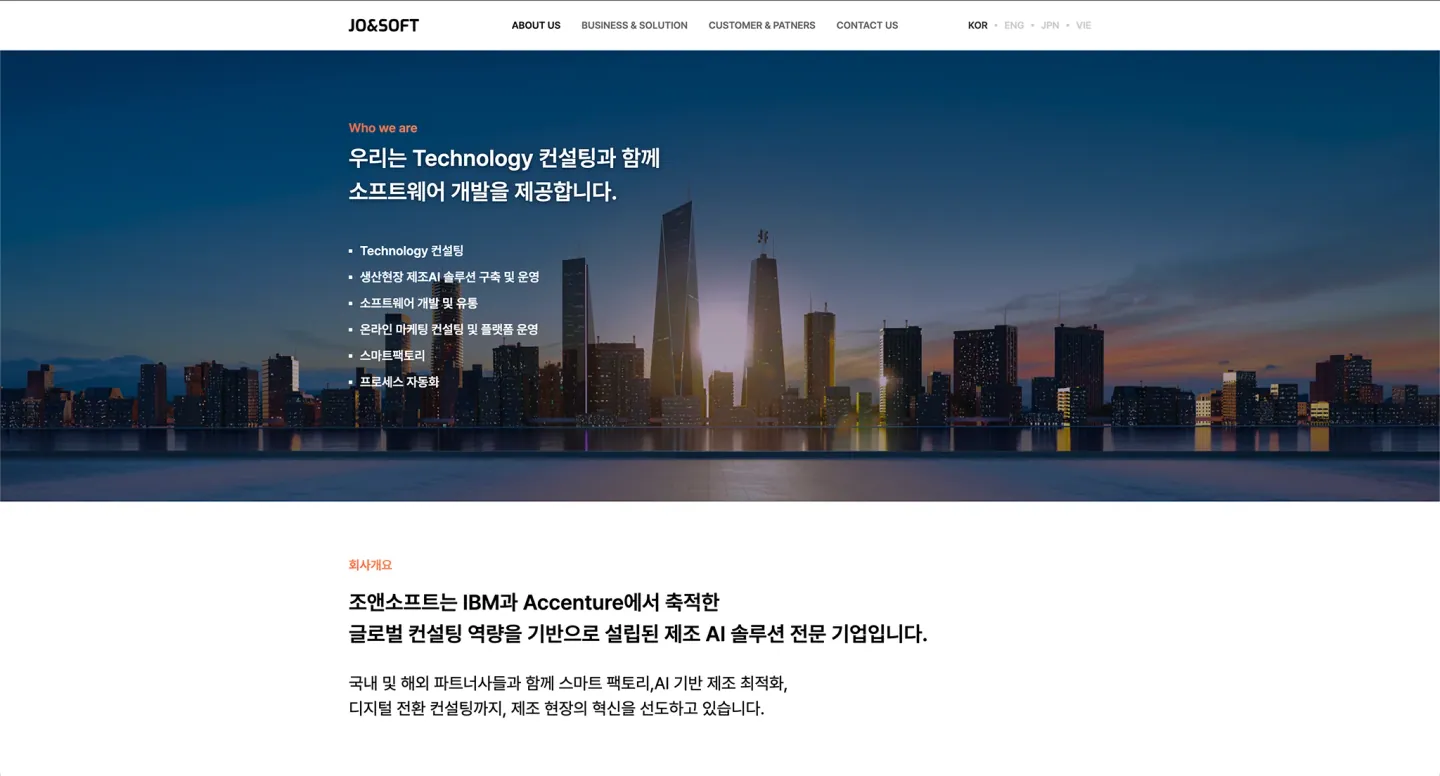 JO&SOFT
ABOUT US
BUSINESS & SOLUTION
CUSTOMER & PATNERS
CONTACT US
KOR • ENG • JPN • VIE
Who we are
우리는 Technology 컨설팅과 함께
소프트웨어 개발을 제공합니다.
Technology 컨설팅
생산현장 제조AI 솔루션 구축 및 운영
소프트웨어 개발 및 유통
온라인 마케팅 컨설팅 및 플랫폼 운영
스마트팩토리
프로세스 자동화
회사개요
조앤소프트는 IBM과 Accenture에서 축적한
글로벌 컨설팅 역량을 기반으로 설립된 제조 AI 솔루션 전문 기업입니다.
국내 및 해외 파트너사들과 함께 스마트 팩토리,AI 기반 제조 최적화,
디지털 전환 컨설팅까지, 제조 현장의 혁신을 선도하고 있습니다.